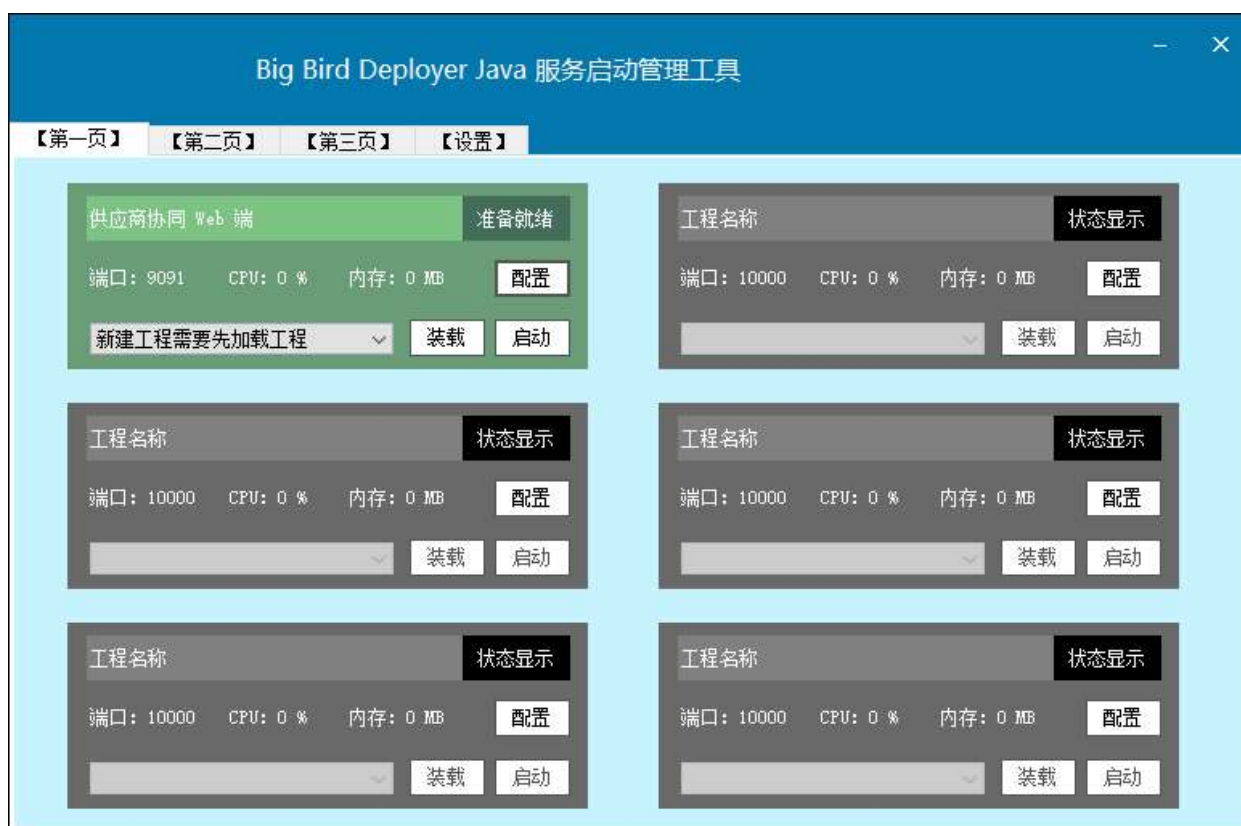 Big Bird Deployer Java 服务启动管理工具
【第一页】 【第二页】 【第三页】 【设置】
供应商协同 Web 端 准备就绪 工程名称 状态显示
端口: 9091 CPU: 0 % 内存: 0 MB 配置 端口: 10000 CPU: 0 % 内存: 0 MB 配置
新建工程需要先加载工程 装载 启动 装载 启动
工程名称 状态显示 工程名称 状态显示
端口: 10000 CPU: 0 % 内存: 0 MB 配置 端口: 10000 CPU: 0 % 内存: 0 MB 配置
装载 启动 装载 启动
工程名称 状态显示 工程名称 状态显示
端口: 10000 CPU: 0 % 内存: 0 MB 配置 端口: 10000 CPU: 0 % 内存: 0 MB 配置
装载 启动 装载 启动